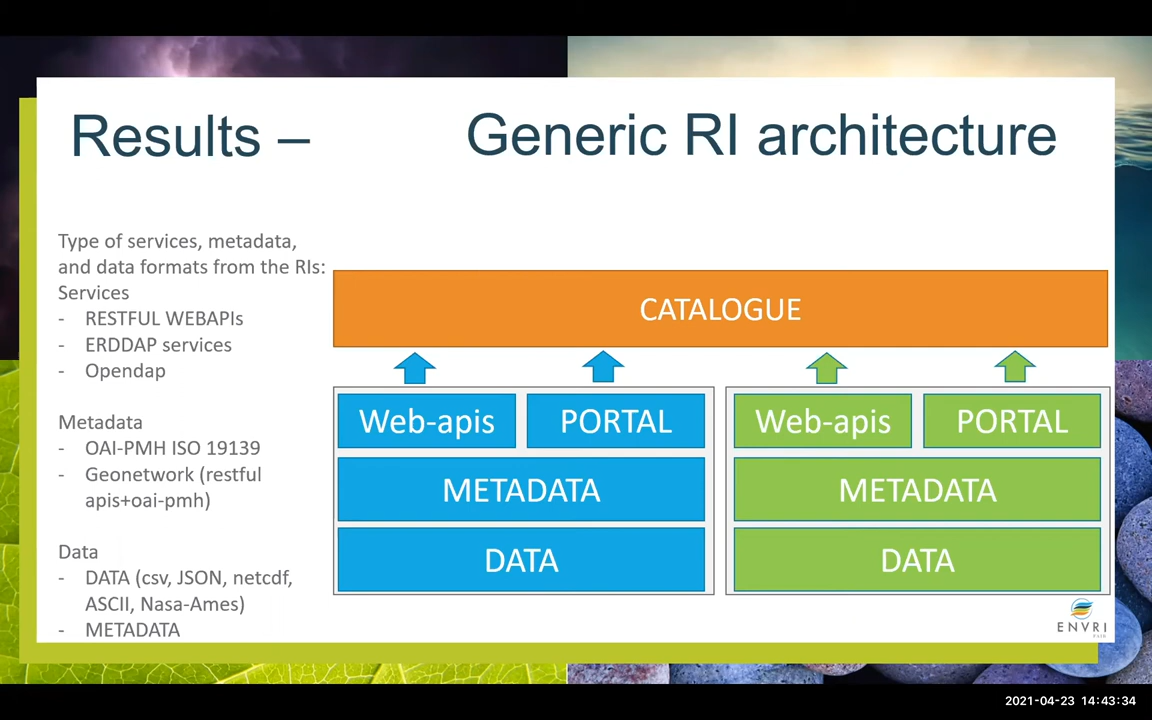 Results – Generic RI architecture
Type of services, metadata,
and data formats from the RIs:
Services
- RESTFUL WEBAPIs
- ERDDAP services
- Opendap
Metadata
- OAI-PMH ISO 19139
- Geonetwork (restful
apis+oai-pmh)
Data
- DATA (csv, JSON, netcdf,
ASCII, Nasa-Ames)
- METADATA
CATALOGUE
Web-apis PORTAL
METADATA
DATA
Web-apis PORTAL
METADATA
DATA
ENVRI
2021-04-23 14:43:34